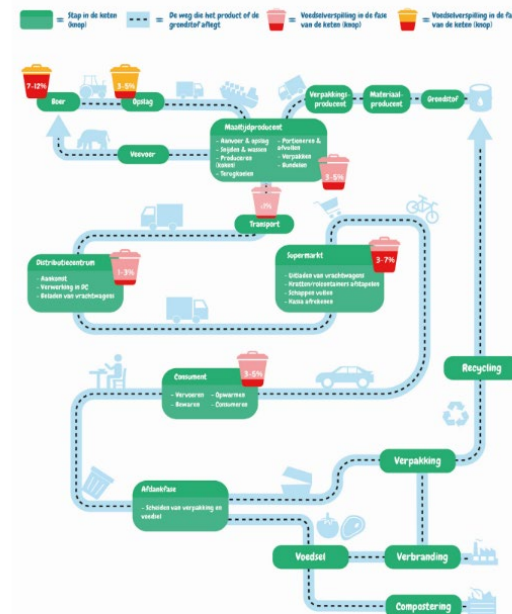 = Stap in de keten
(knop)
= De weg die het product of de
grondstof aflegt
= Voedselverspilling in de fase
van de keten (knop)
= Voedselverspilling in de fa
van de keten (knop)
7-12%
3-5%
Boer
Opslag
Veevoer
Maaltijdproducent
- Aanvoer & opslag
- Snijden & wassen
- Produceren
(koken)
- Terugkoelen
- Portioneren &
afvullen
- Verpakken
- Bundelen
3-5%
Verpakkings-
producent
Materiaal-
producent
Grondstof
Transport
Distributiecentrum
- Aankomst
- Verwerking in DC
- Beladen van vrachtwagens
1-3%
Supermarkt
- Uitladen van vrachtwagens
- Kratten/rolcontainers afstapelen
- Schappen vullen
- Kassa afrekenen
3-7%
Consument
- Vervoeren
- Bewaren
- Opwarmen
- Consumeren
3-5%
Recycling
Afdankfase
- Scheiden van verpakking en
voedsel
Verpakking
Voedsel
Verbranding
Compostering